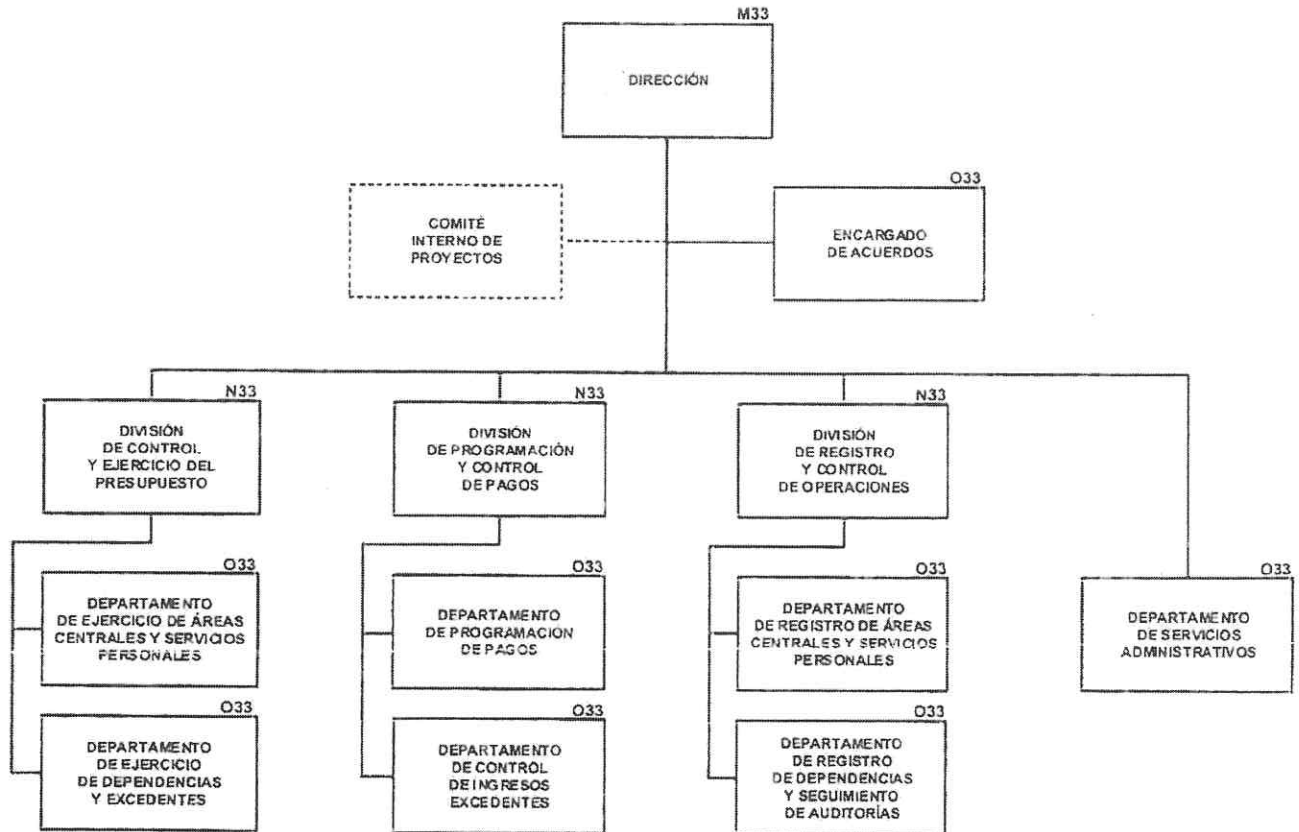 M33
DIRECCIÓN
COMITÉ
INTERNO DE
PROYECTOS
O33
ENCARGADO
DE ACUERDOS
N33
DIVISIÓN
DE CONTROL
Y EJERCICIO DEL
PRESUPUESTO
N33
DIVISIÓN
DE PROGRAMACIÓN
Y CONTROL
DE PAGOS
N33
DIVISIÓN
DE REGISTRO
Y CONTROL
DE OPERACIONES
O33
DEPARTAMENTO
DE EJERCICIO DE ÁREAS
CENTRALES Y SERVICIOS
PERSONALES
O33
DEPARTAMENTO
DE PROGRAMACIÓN
DE PAGOS
O33
DEPARTAMENTO
DE REGISTRO DE ÁREAS
CENTRALES Y SERVICIOS
PERSONALES
O33
DEPARTAMENTO
DE SERVICIOS
ADMINISTRATIVOS
O33
DEPARTAMENTO
DE EJERCICIO
DE DEPENDENCIAS
Y EXCEDENTES
O33
DEPARTAMENTO
DE CONTROL
DE INGRESOS
EXCEDENTES
O33
DEPARTAMENTO
DE REGISTRO
DE DEPENDENCIAS
Y SEGUIMIENTO
DE AUDITORÍAS